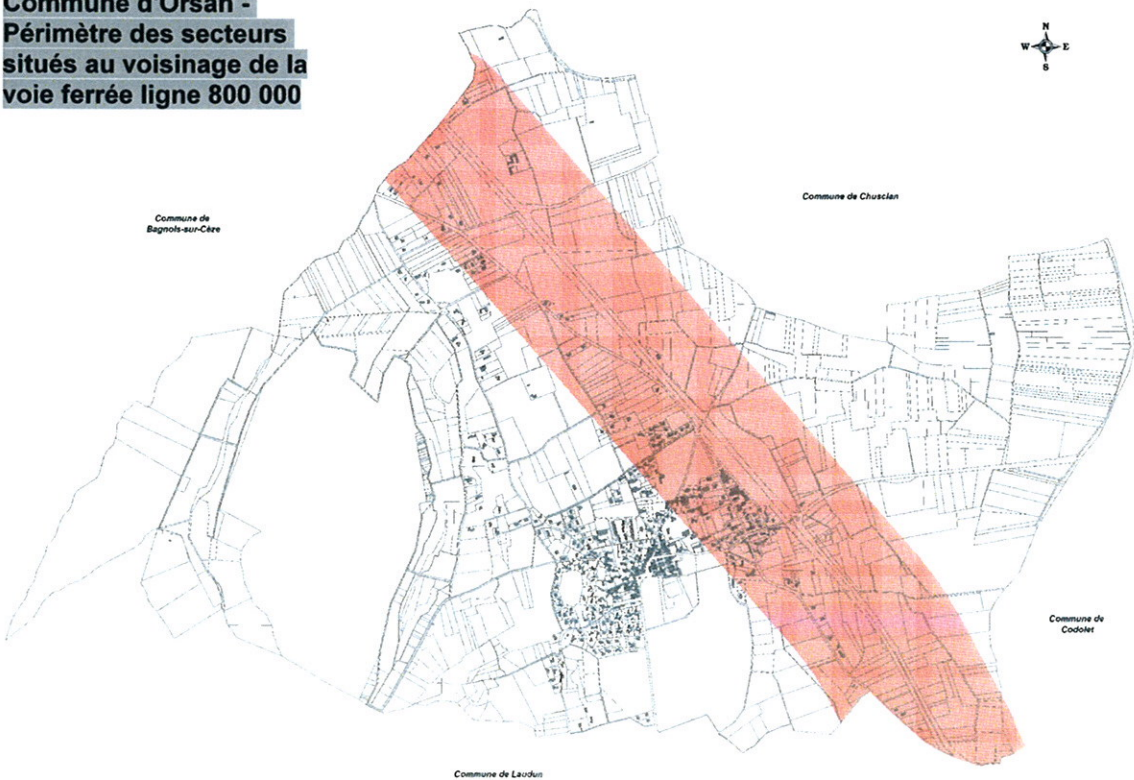 Commune d'Orsan -
Périmètre des secteurs
situés au voisinage de la
voie ferrée ligne 800 000
N
W E
S
Commune de Chusclan
Commune de
Bagnols-sur-Cèze
Commune de
Codolet
Commune de Laudun